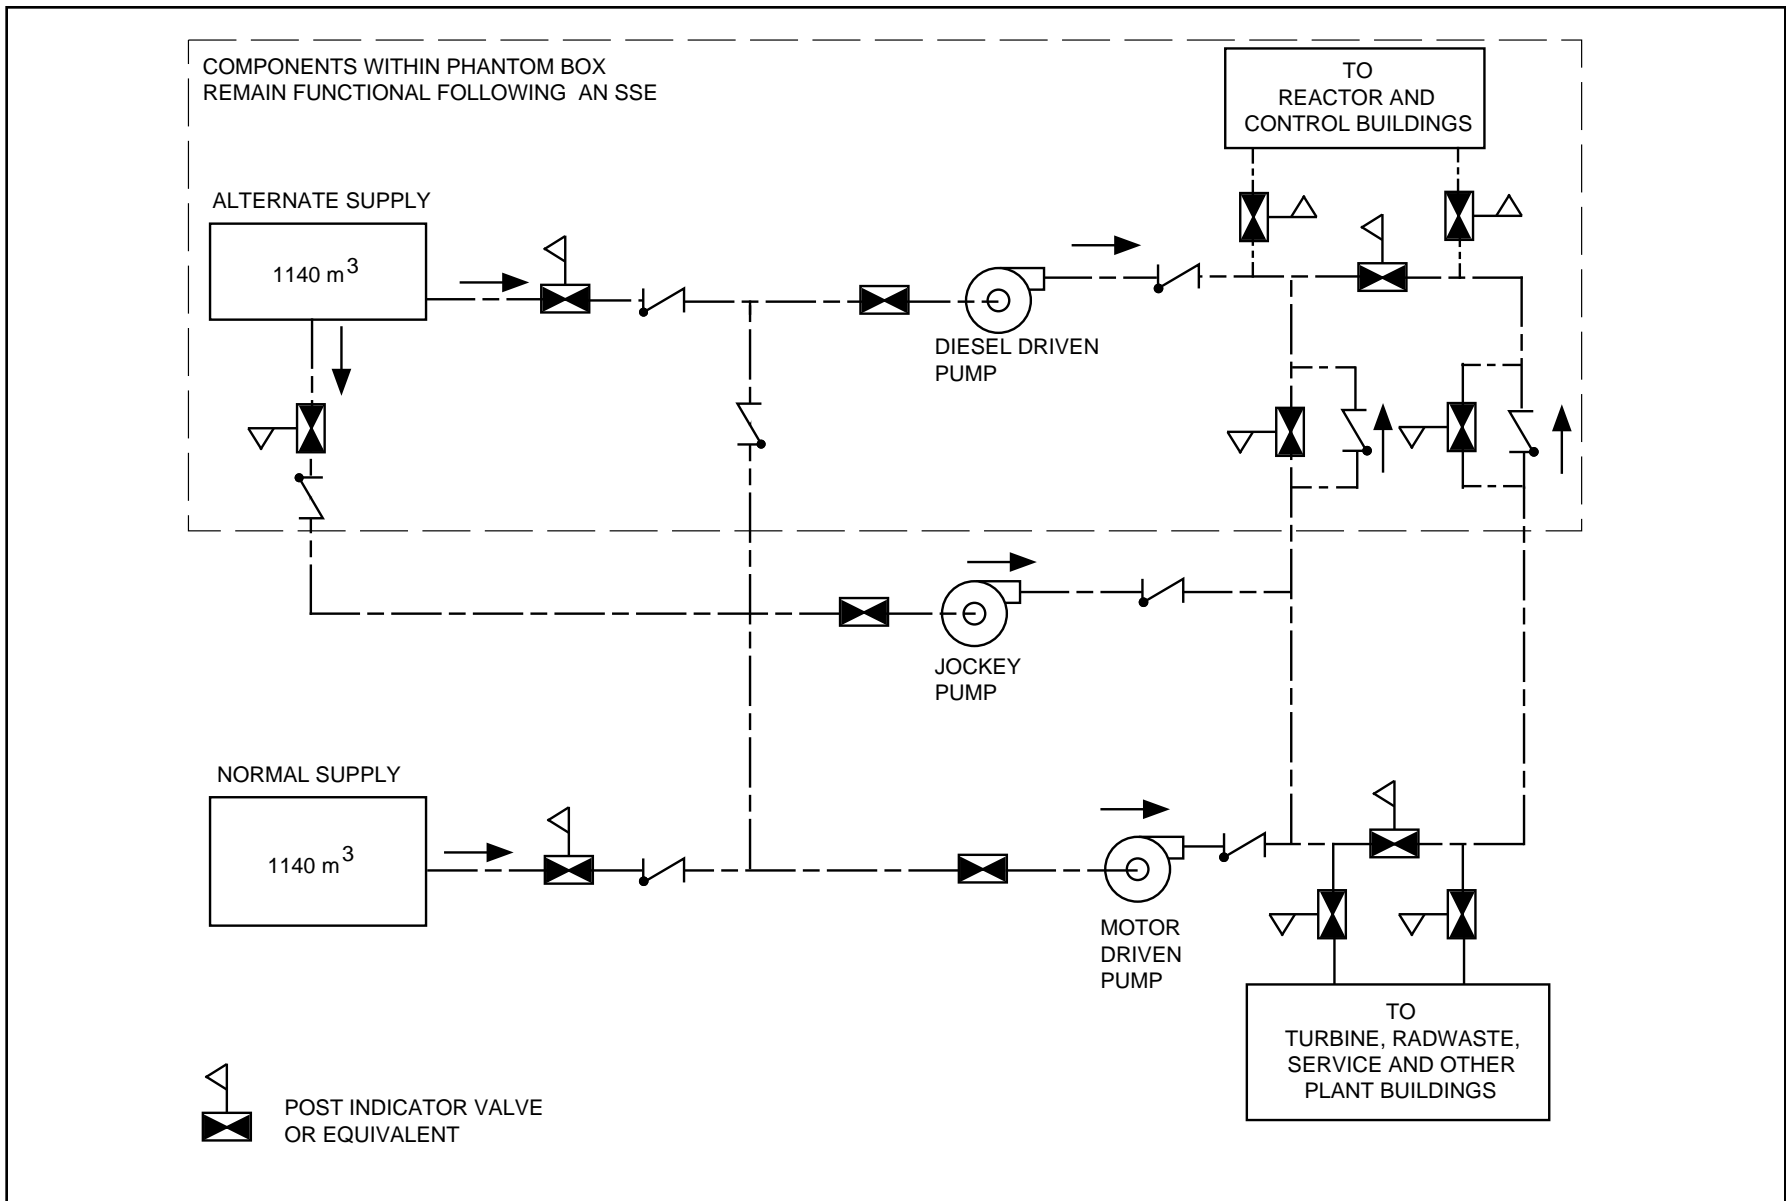 COMPONENTS WITHIN PHANTOM BOX
REMAIN FUNCTIONAL FOLLOWING AN SSE
TO
REACTOR AND
CONTROL BUILDINGS
ALTERNATE SUPPLY
1140 m³
DIESEL DRIVEN
PUMP
JOCKEY
PUMP
NORMAL SUPPLY
1140 m³
MOTOR
DRIVEN
PUMP
TO
TURBINE, RADWASTE,
SERVICE AND OTHER
PLANT BUILDINGS
POST INDICATOR VALVE
OR EQUIVALENT